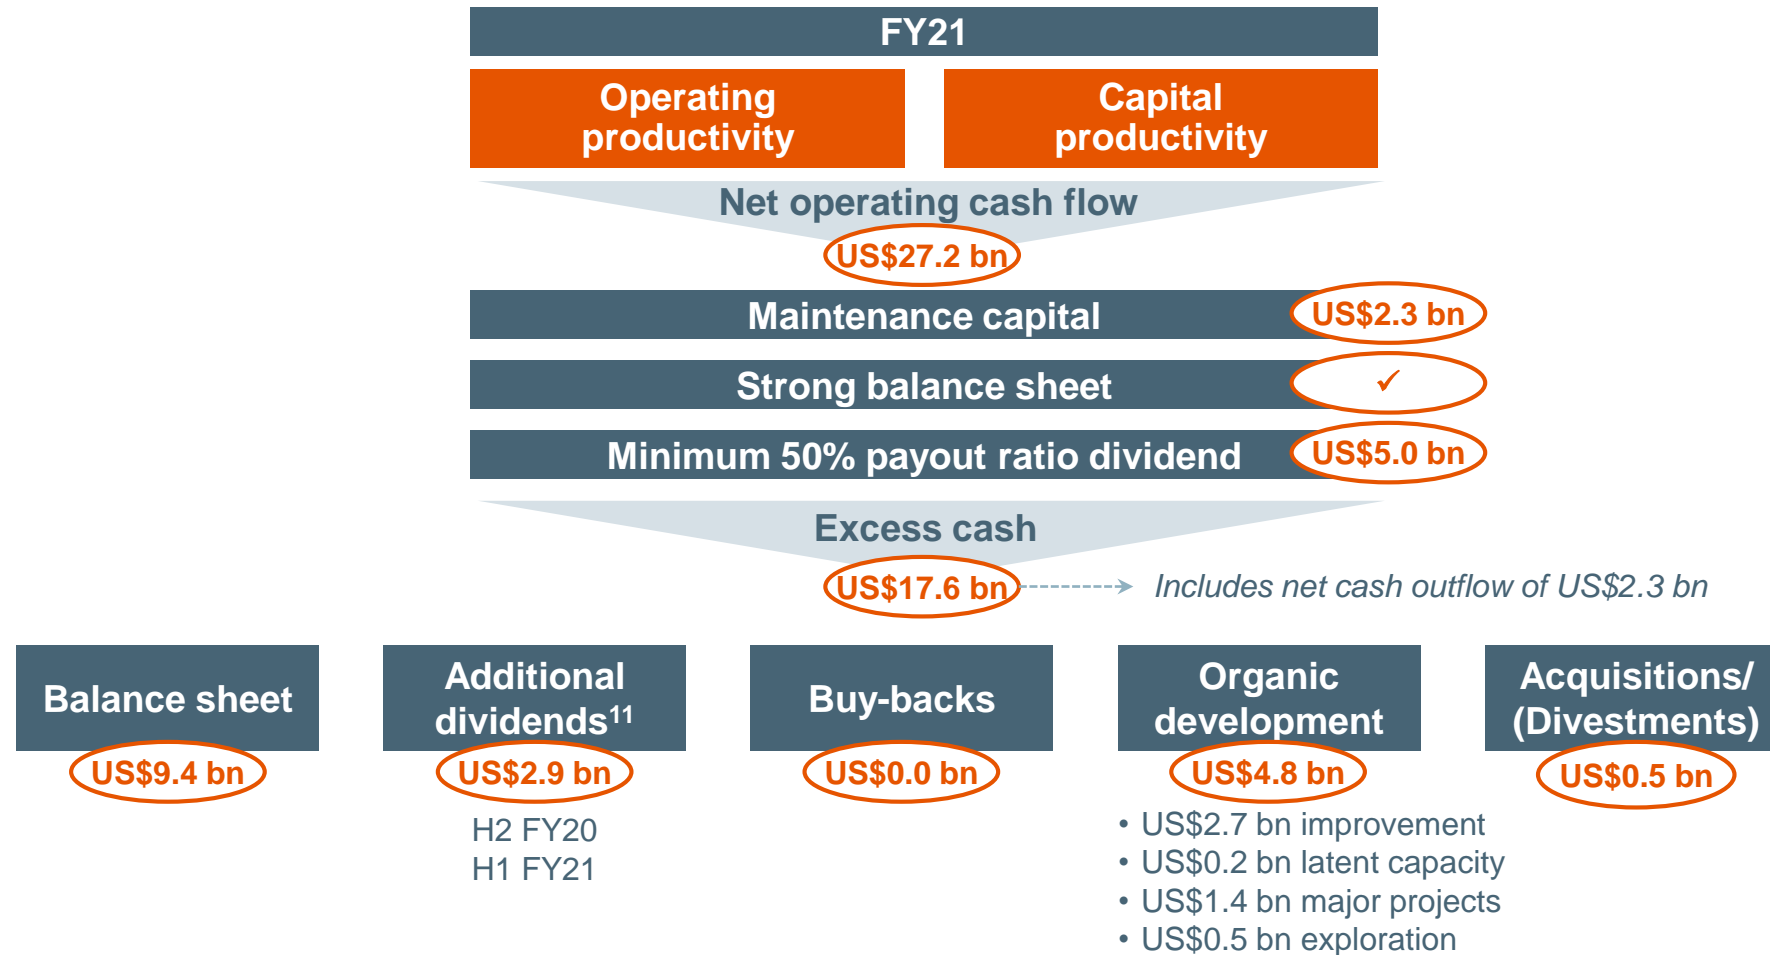 FY21
Operating
productivity
Capital
productivity
Net operating cash flow
US$27.2 bn
Maintenance capital
US$2.3 bn
Strong balance sheet
✓
Minimum 50% payout ratio dividend
US$5.0 bn
Excess cash
US$17.6 bn
Includes net cash outflow of US$2.3 bn
Balance sheet
US$9.4 bn
Additional
dividends¹¹
US$2.9 bn
H2 FY20
H1 FY21
Buy-backs
US$0.0 bn
Organic
development
US$4.8 bn
• US$2.7 bn improvement
• US$0.2 bn latent capacity
• US$1.4 bn major projects
• US$0.5 bn exploration
Acquisitions/
(Divestments)
US$0.5 bn